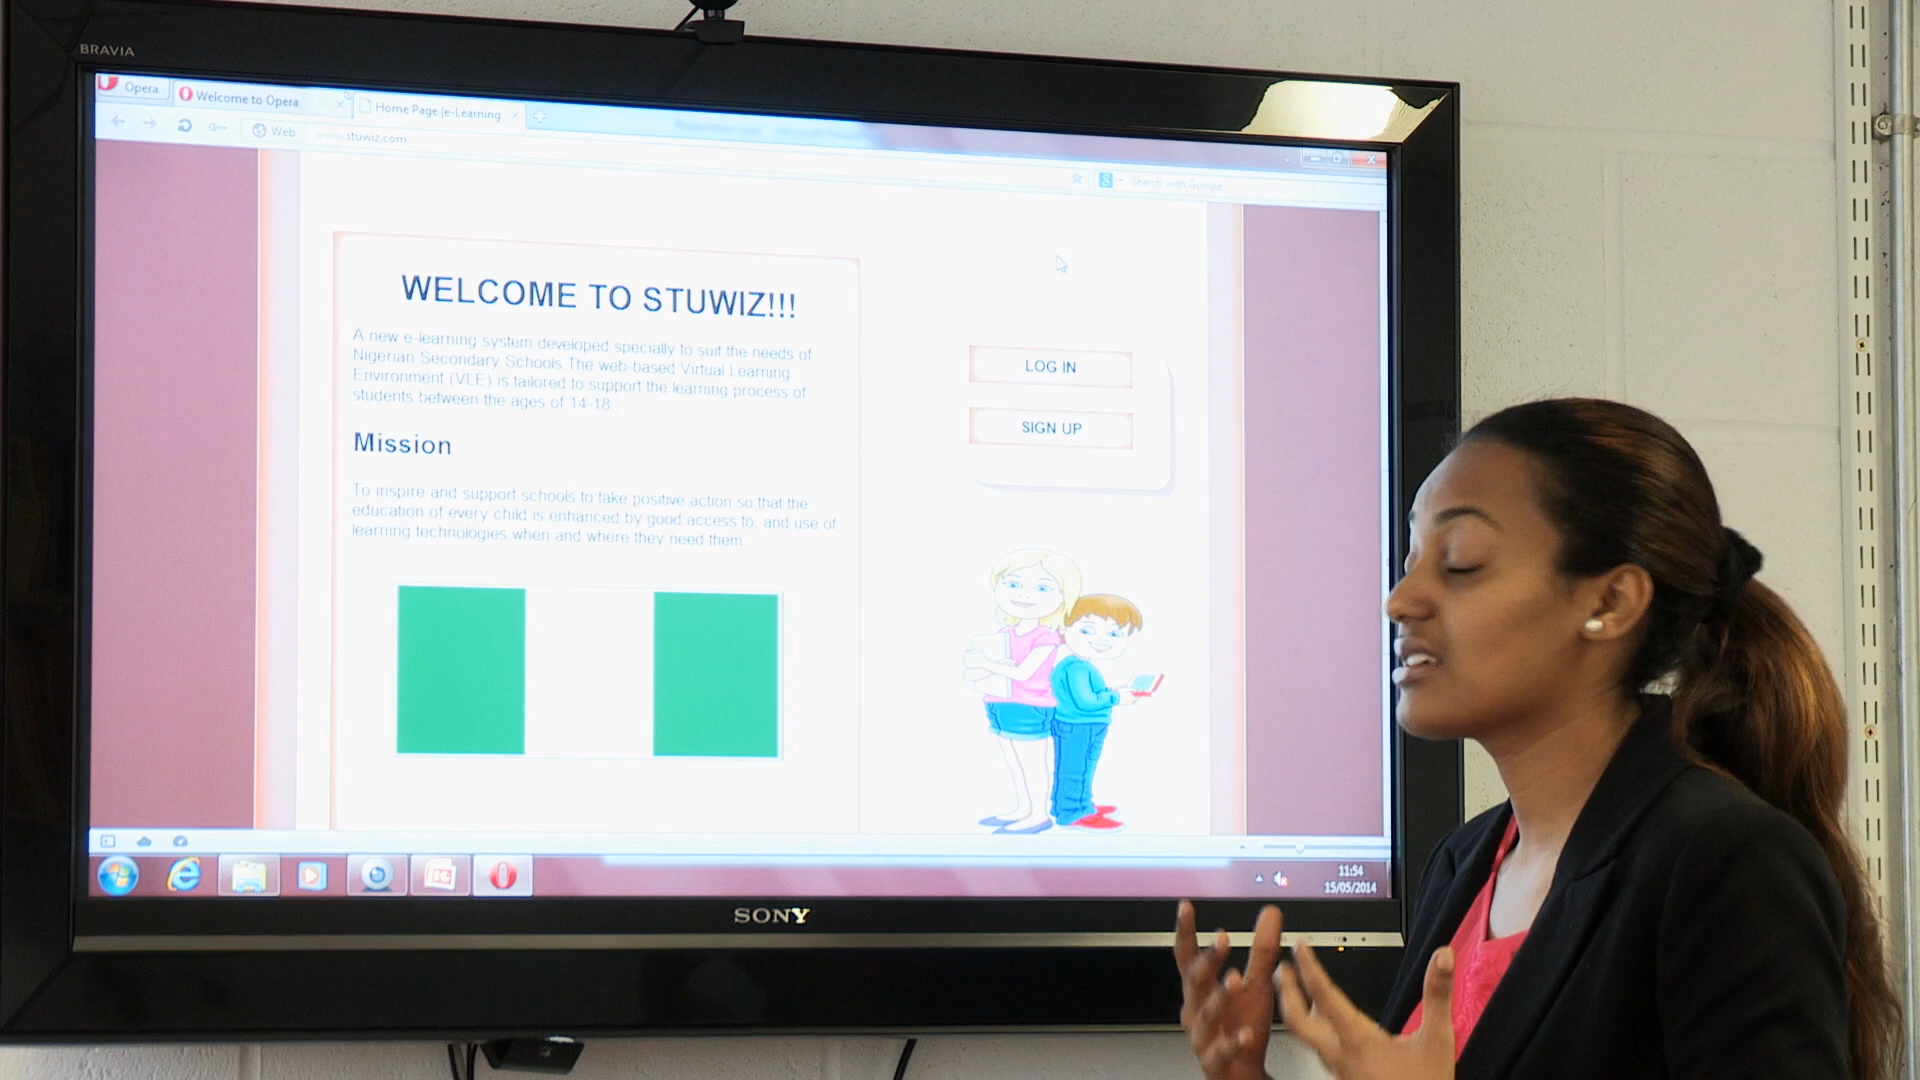 BRAVIA
Opera
Welcome to Opera
Home Page |e-Learning
Web
www.stuwiz.com
Search with Google
WELCOME TO STUWIZ!!!
A new e-learning system developed specially to suit the needs of
Nigerian Secondary Schools The web-based Virtual Learning
Environment (VLE) is tailored to support the learning process of
students between the ages of 14-18.
LOG IN
SIGN UP
Mission
To inspire and support schools to take positive action so that the
education of every child is enhanced by good access to, and use of,
learning technologies when and where they need them
11:54
15/05/2014
SONY